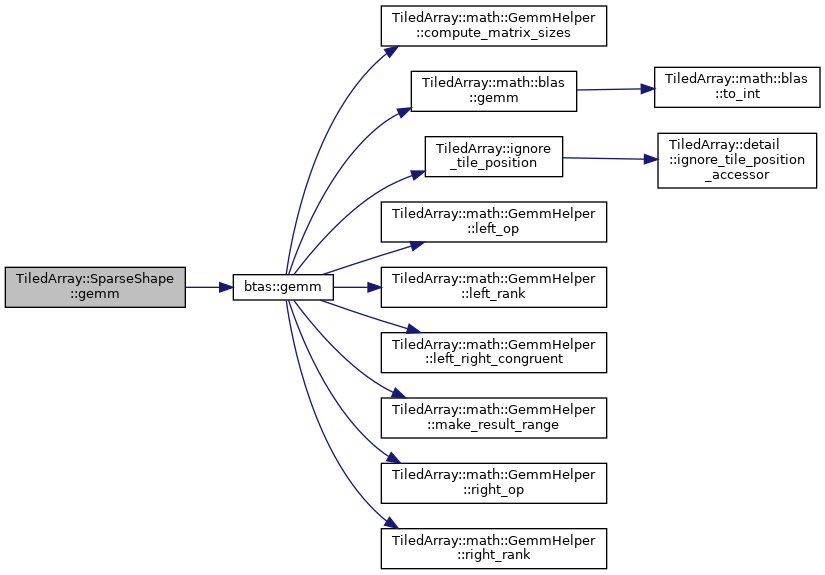 TiledArray::SparseShape
::gemm
btas::gemm
TiledArray::math::GemmHelper
::compute_matrix_sizes
TiledArray::math::blas
::gemm
TiledArray::math::blas
::to_int
TiledArray::ignore
_tile_position
TiledArray::detail
::ignore_tile_position
_accessor
TiledArray::math::GemmHelper
::left_op
TiledArray::math::GemmHelper
::left_rank
TiledArray::math::GemmHelper
::left_right_congruent
TiledArray::math::GemmHelper
::make_result_range
TiledArray::math::GemmHelper
::right_op
TiledArray::math::GemmHelper
::right_rank